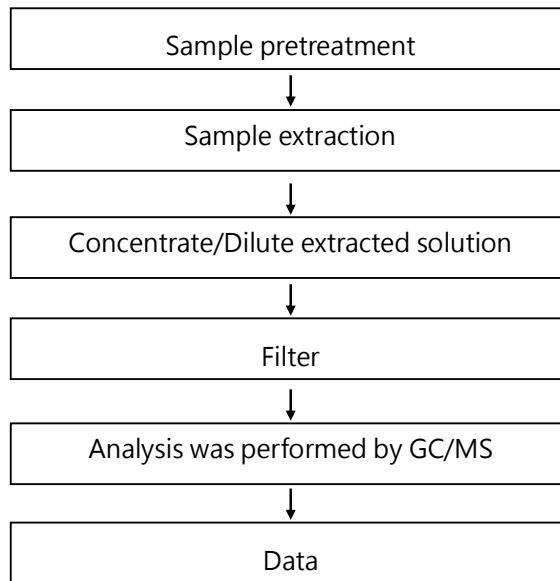 Sample pretreatment
Sample extraction
Concentrate/Dilute extracted solution
Filter
Analysis was performed by GC/MS
Data